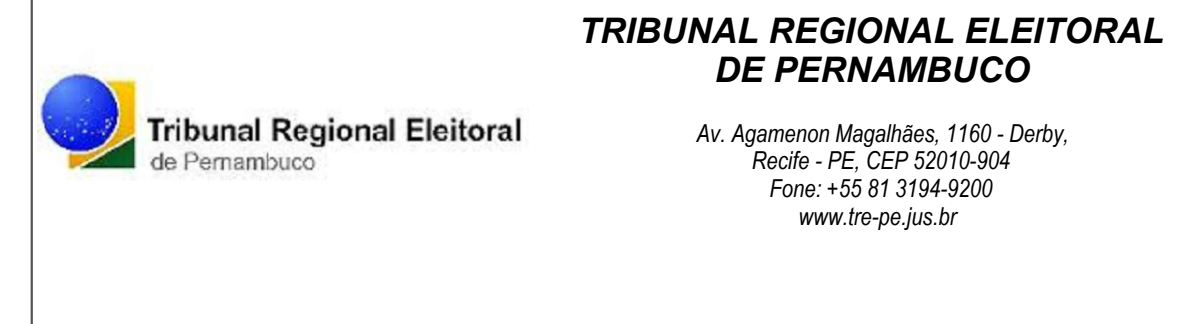 Tribunal Regional Eleitoral
de Pernambuco
TRIBUNAL REGIONAL ELEITORAL
DE PERNAMBUCO
Av. Agamenon Magalhães, 1160 - Derby,
Recife - PE, CEP 52010-904
Fone: +55 81 3194-9200
www.tre-pe.jus.br